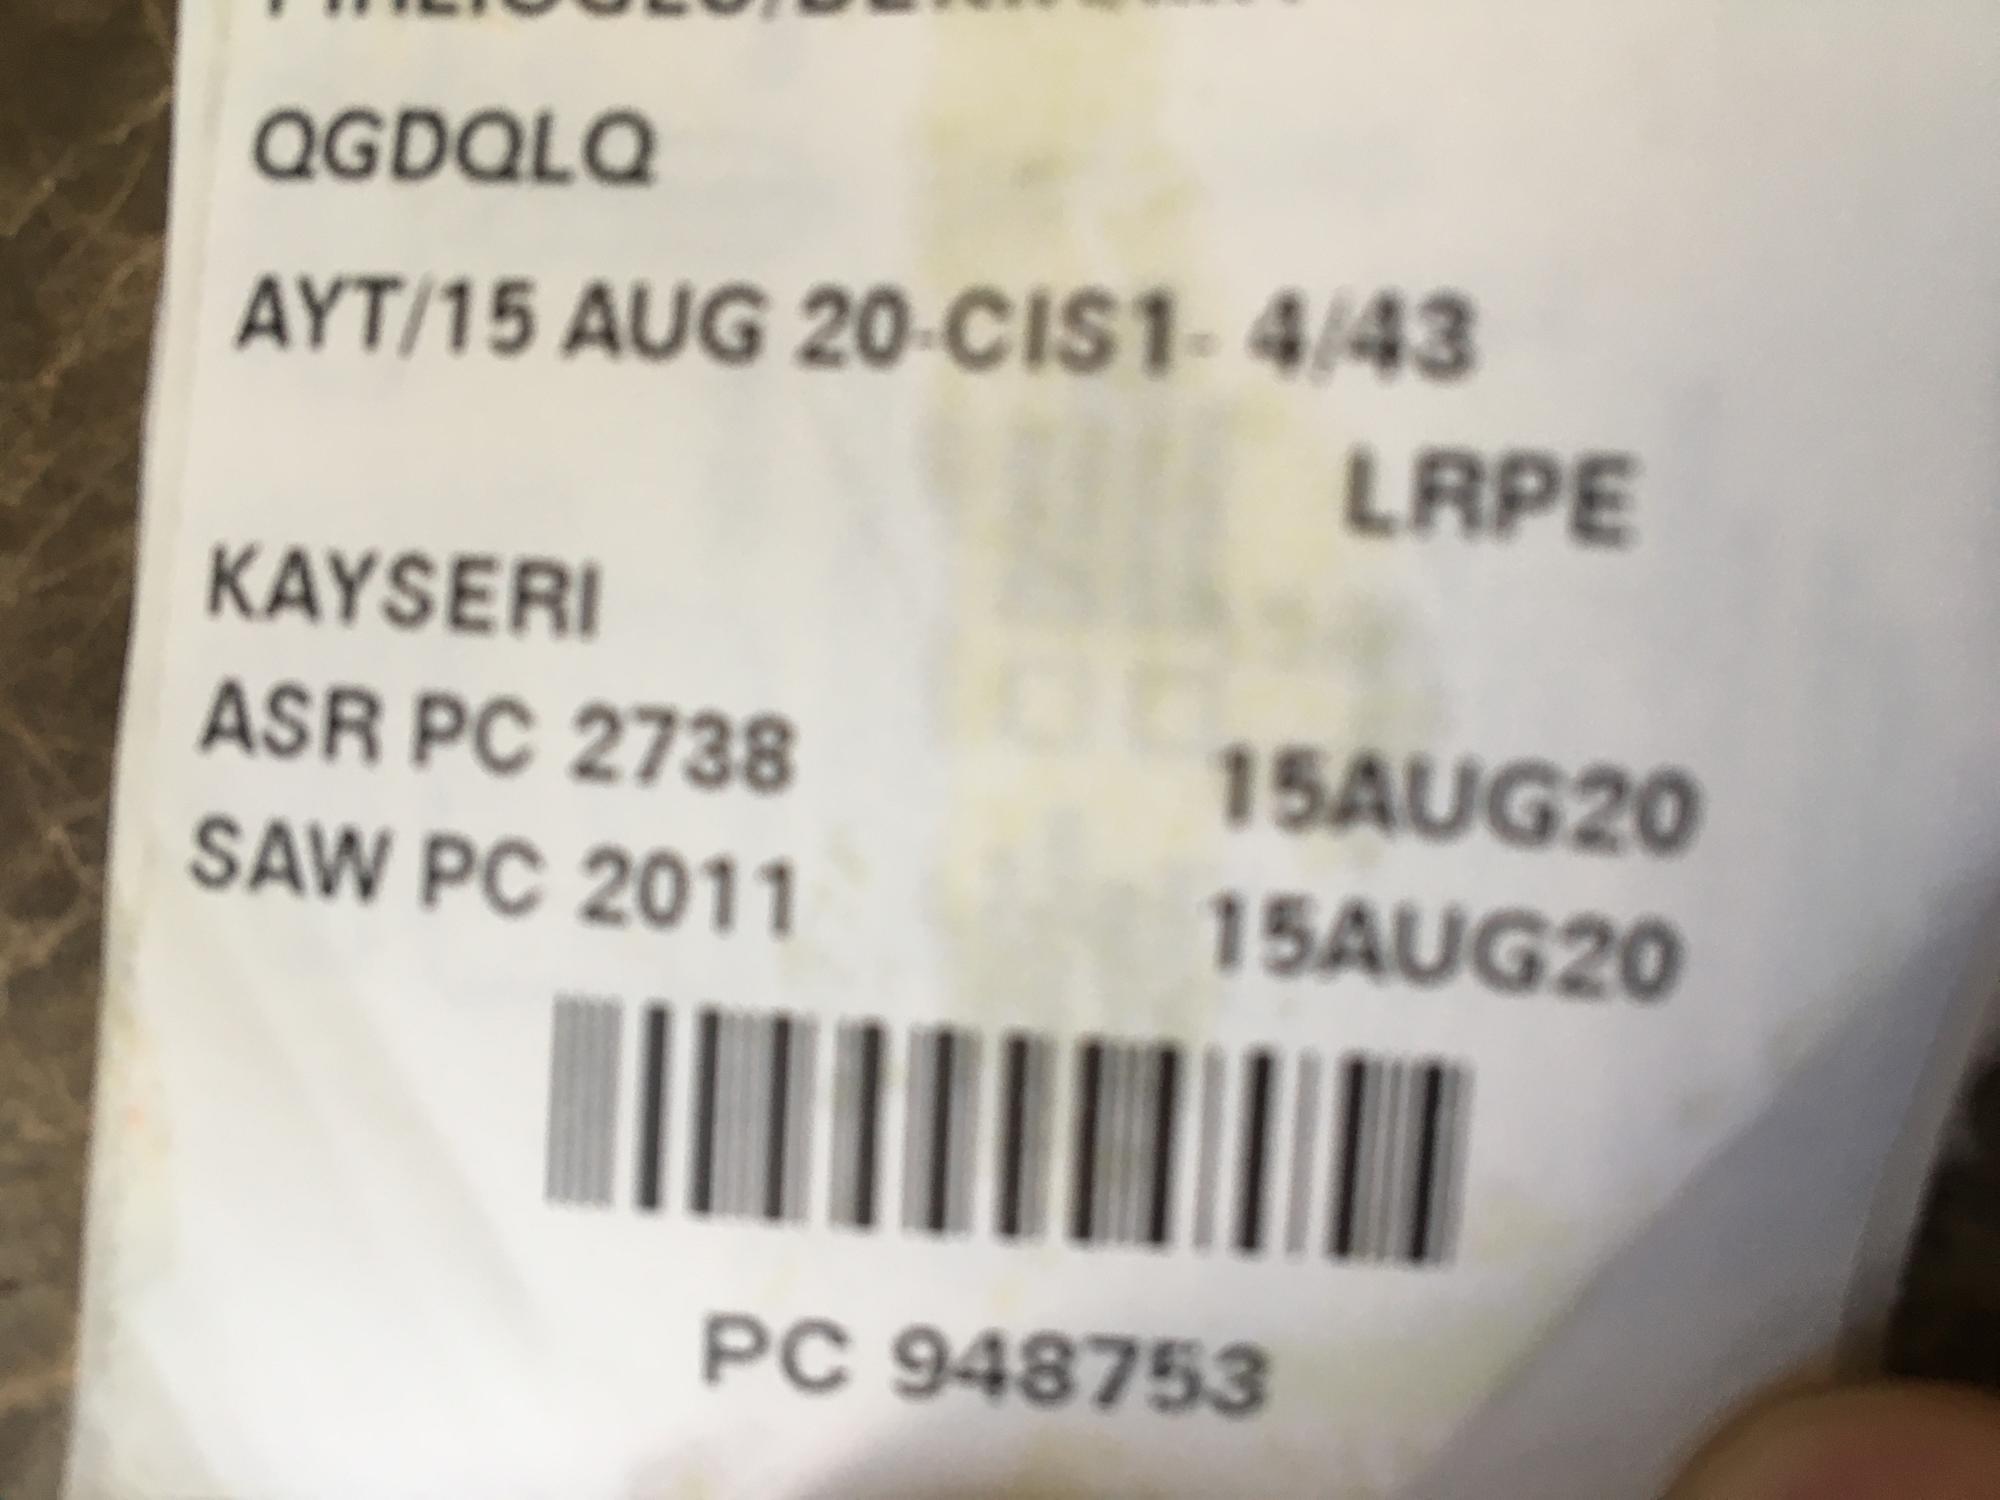 QGDQLQ
AYT/15 AUG 20-CIS1- 4/43
LRPE
KAYSERI
ASR PC 2738 15AUG20
SAW PC 2011 15AUG20
PC 948753